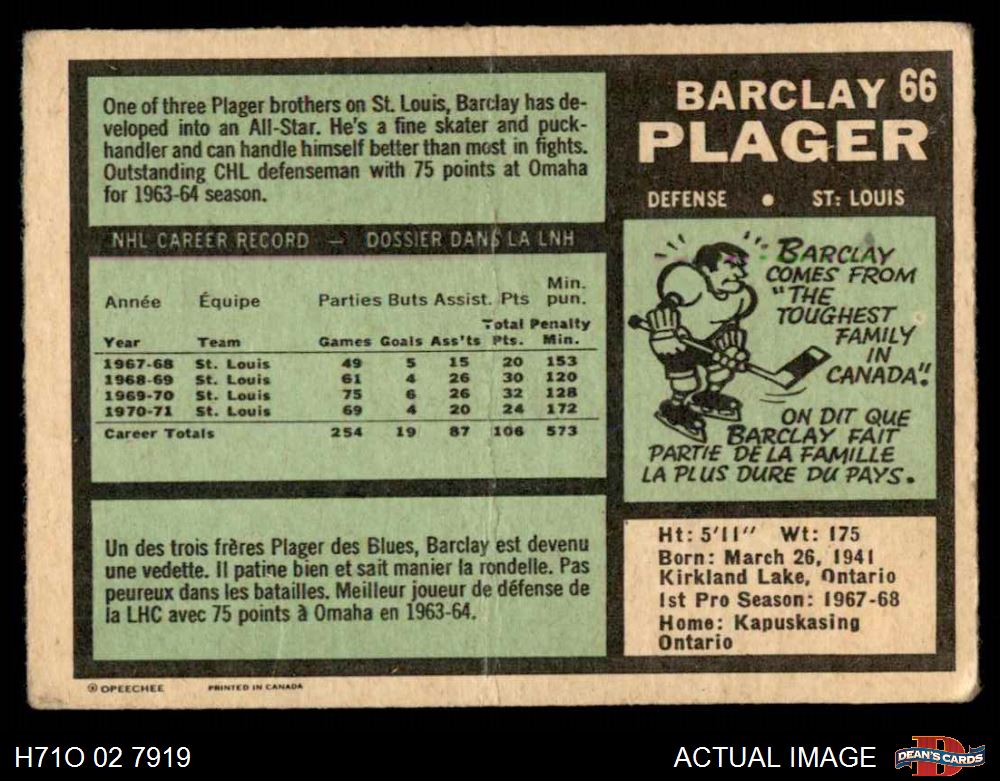 One of three Plager brothers on St. Louis, Barclay has de-
veloped into an All-Star. He's a fine skater and puck-
handler and can handle himself better than most in fights.
Outstanding CHL defenseman with 75 points at Omaha
for 1963-64 season.
NHL CAREER RECORD — DOSSIER DANS LA LNH
Année Équipe Parties Buts Assist. Pts Min. pun.
Year Team Games Goals Ass'ts Total Pts. Penalty Min.
1967-68 St. Louis 49 5 15 20 153
1968-69 St. Louis 61 4 26 30 120
1969-70 St. Louis 75 6 26 32 128
1970-71 St. Louis 69 4 20 24 172
Career Totals 254 19 87 106 573
Un des trois frères Plager des Blues, Barclay est devenu
une vedette. Il patine bien et sait manier la rondelle. Pas
peureux dans les batailles. Meilleur joueur de défense de
la LHC avec 75 points à Omaha en 1963-64.
BARCLAY 66
PLAGER
DEFENSE • ST: LOUIS
BARCLAY
COMES FROM
"THE
TOUGHEST
FAMILY
IN
CANADA".
ON DIT QUE
BARCLAY FAIT
PARTIE DE LA FAMILLE
LA PLUS DURE DU PAYS.
Ht: 5'11" Wt: 175
Born: March 26, 1941
Kirkland Lake, Ontario
1st Pro Season: 1967-68
Home: Kapuskasing
Ontario
© OPEECHEE PRINTED IN CANADA
H71O 02 7919
ACTUAL IMAGE
D
DEAN'S CARDS